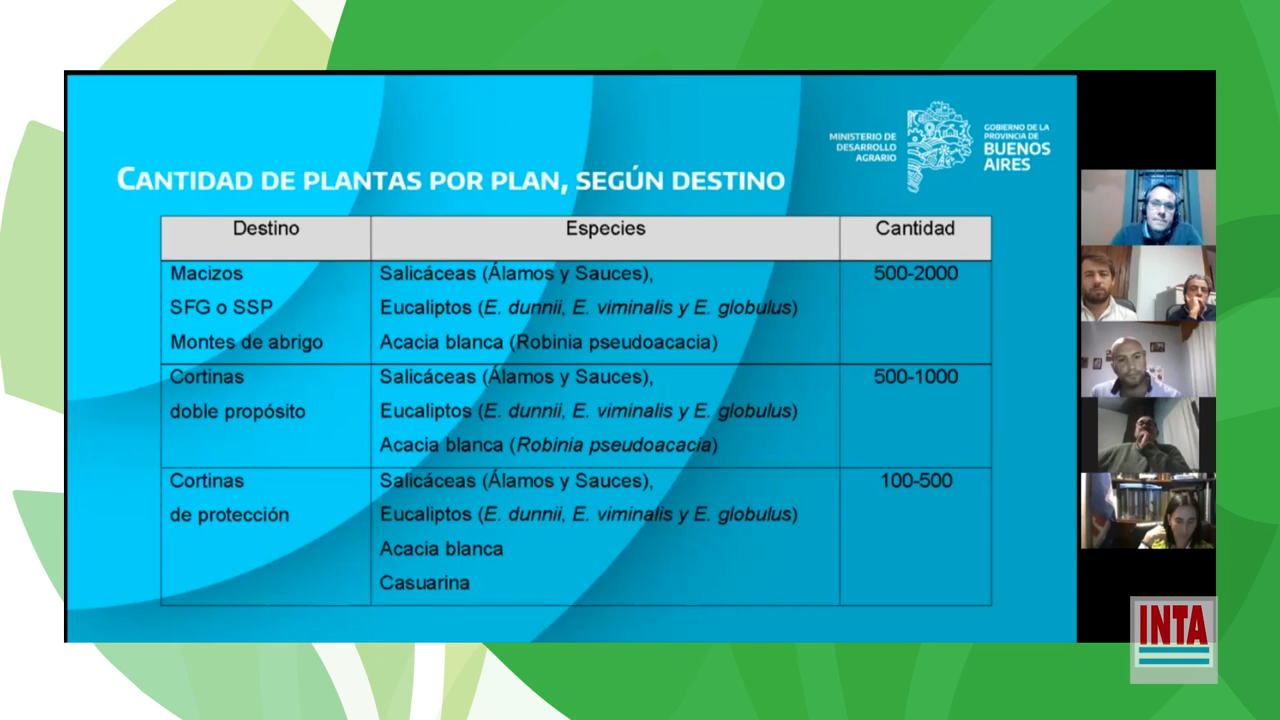 MINISTERIO DE
DESARROLLO
AGRARIO
GOBIERNO DE LA
PROVINCIA DE
BUENOS
AIRES
CANTIDAD DE PLANTAS POR PLAN, SEGÚN DESTINO
Destino Especies Cantidad
Macizos Salicáceas (Álamos y Sauces), 500-2000
SFG o SSP Eucaliptos (E. dunnii, E. viminalis y E. globulus)
Montes de abrigo Acacia blanca (Robinia pseudoacacia)
Cortinas Salicáceas (Álamos y Sauces), 500-1000
doble propósito Eucaliptos (E. dunnii, E. viminalis y E. globulus)
Acacia blanca (Robinia pseudoacacia)
Cortinas Salicáceas (Álamos y Sauces), 100-500
de protección Eucaliptos (E. dunnii, E. viminalis y E. globulus)
Acacia blanca
Casuarina
INTA